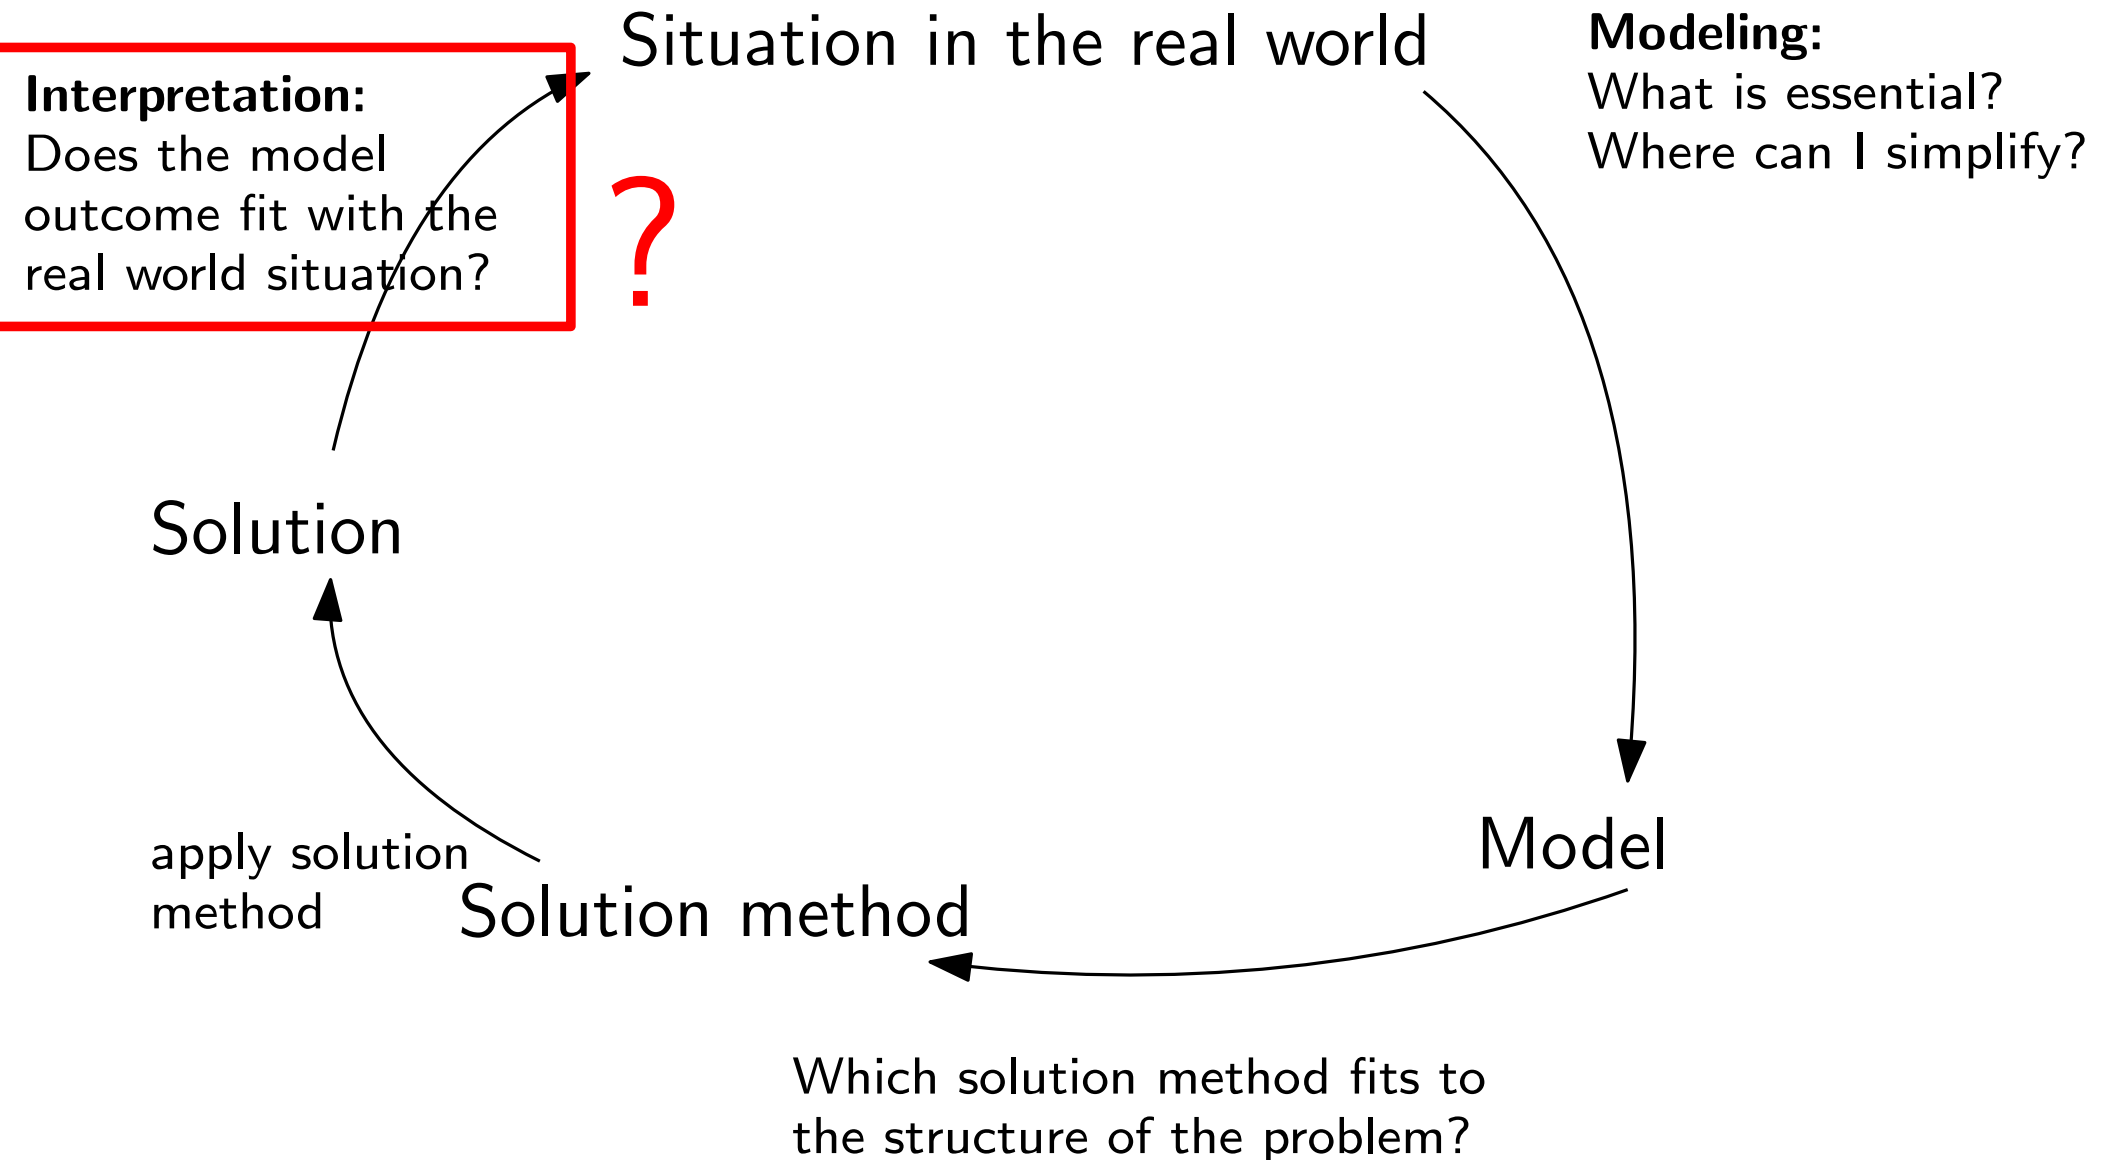 Situation in the real world
Modeling:
What is essential?
Where can I simplify?
Interpretation:
Does the model
outcome fit with the
real world situation?
?
Solution
Model
apply solution
method
Solution method
Which solution method fits to
the structure of the problem?